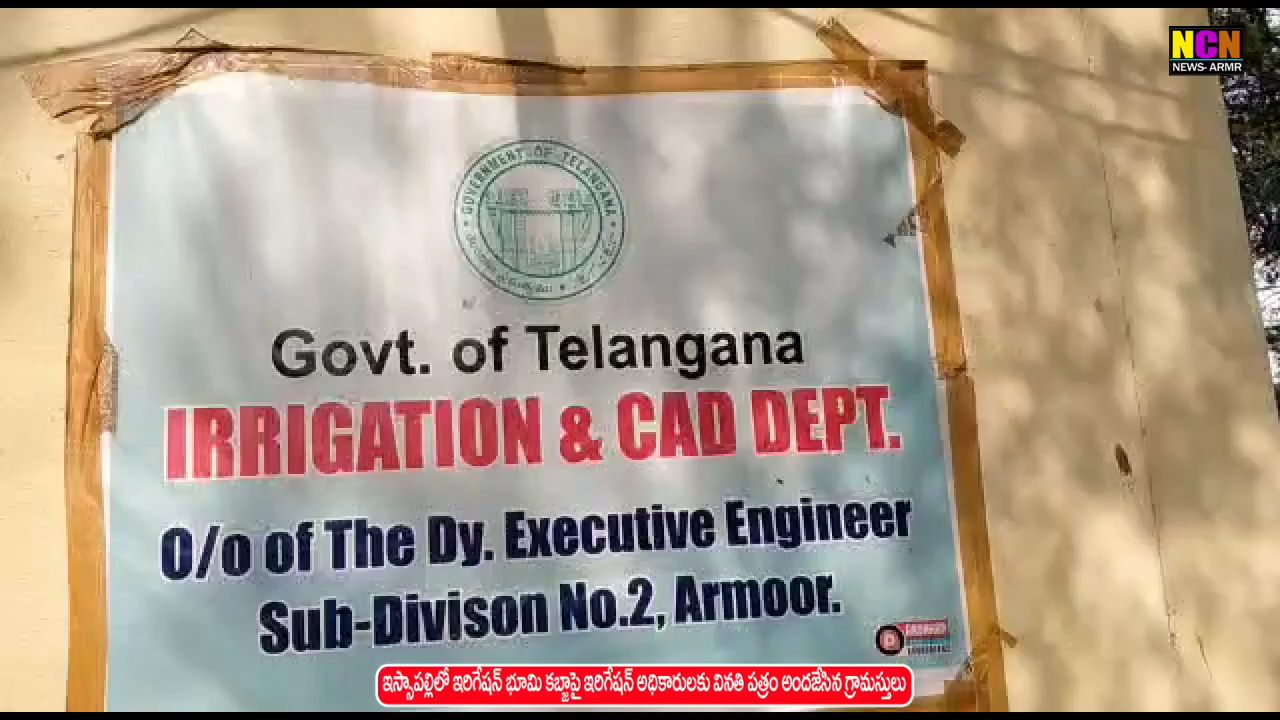 NCN
NEWS-ARMR
GOVERNMENT OF TELANGANA
Govt. of Telangana
IRRIGATION & CAD DEPT.
O/o of The Dy. Executive Engineer
Sub-Divison No.2, Armoor.
ఇస్సాపల్లిలో ఇరిగేషన్ భూమి కబ్జాపై ఇరిగేషన్ అధికారులకు వినతి పత్రం అందజేసిన గ్రామస్తులు